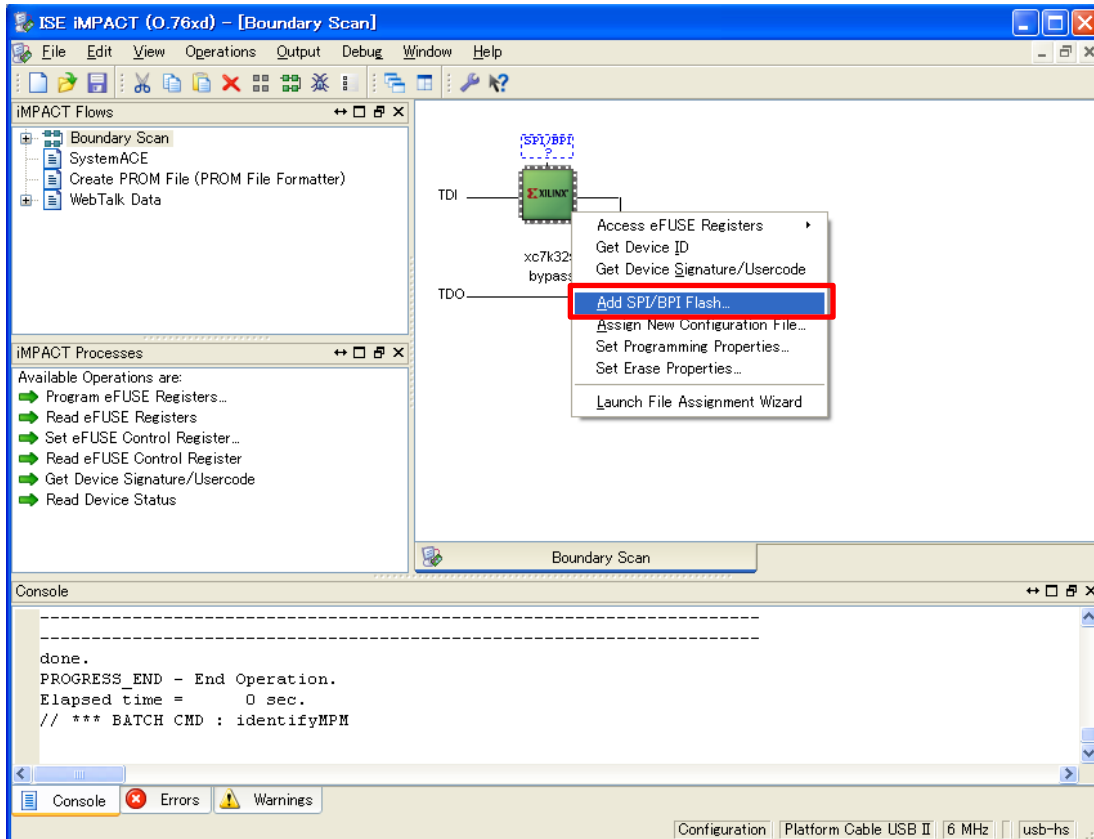 ISE iMPACT (O.76xd) - [Boundary Scan]
File Edit View Operations Output Debug Window Help
iMPACT Flows
Boundary Scan
SystemACE
Create PROM File (PROM File Formatter)
WebTalk Data
SPI/BPI
?
TDI
XILINX
TDO
bypass
Access eFUSE Registers
Get Device ID
Get Device Signature/Usercode
Add SPI/BPI Flash...
Assign New Configuration File...
Set Programming Properties...
Set Erase Properties...
Launch File Assignment Wizard
iMPACT Processes
Available Operations are:
Program eFUSE Registers...
Read eFUSE Registers
Set eFUSE Control Register...
Read eFUSE Control Register
Get Device Signature/Usercode
Read Device Status
Boundary Scan
Console
----------------------------------------------------------------------
----------------------------------------------------------------------
done.
PROGRESS_END - End Operation.
Elapsed time =      0 sec.
// *** BATCH CMD : identifyMPM
Console Errors Warnings
Configuration Platform Cable USB II 6 MHz usb-hs